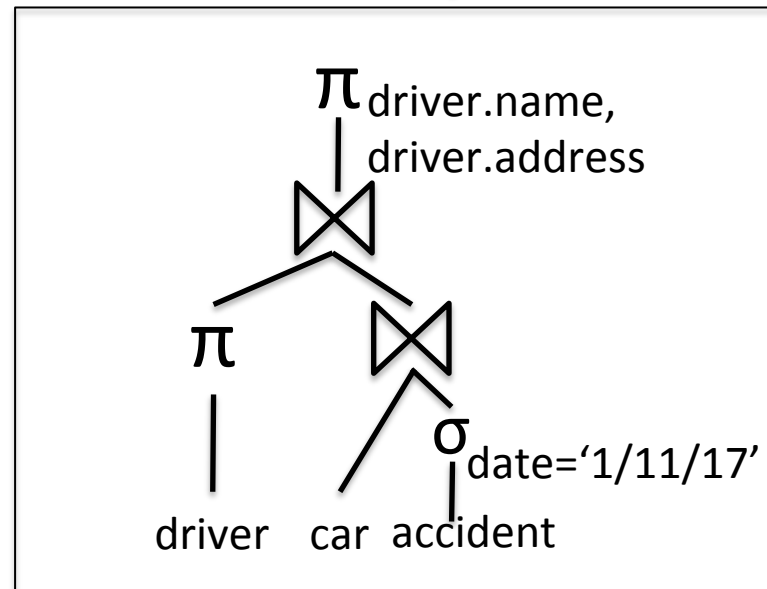 π driver.name,
driver.address
⋈
π ⋈
σ date=‘1/11/17’
driver car accident